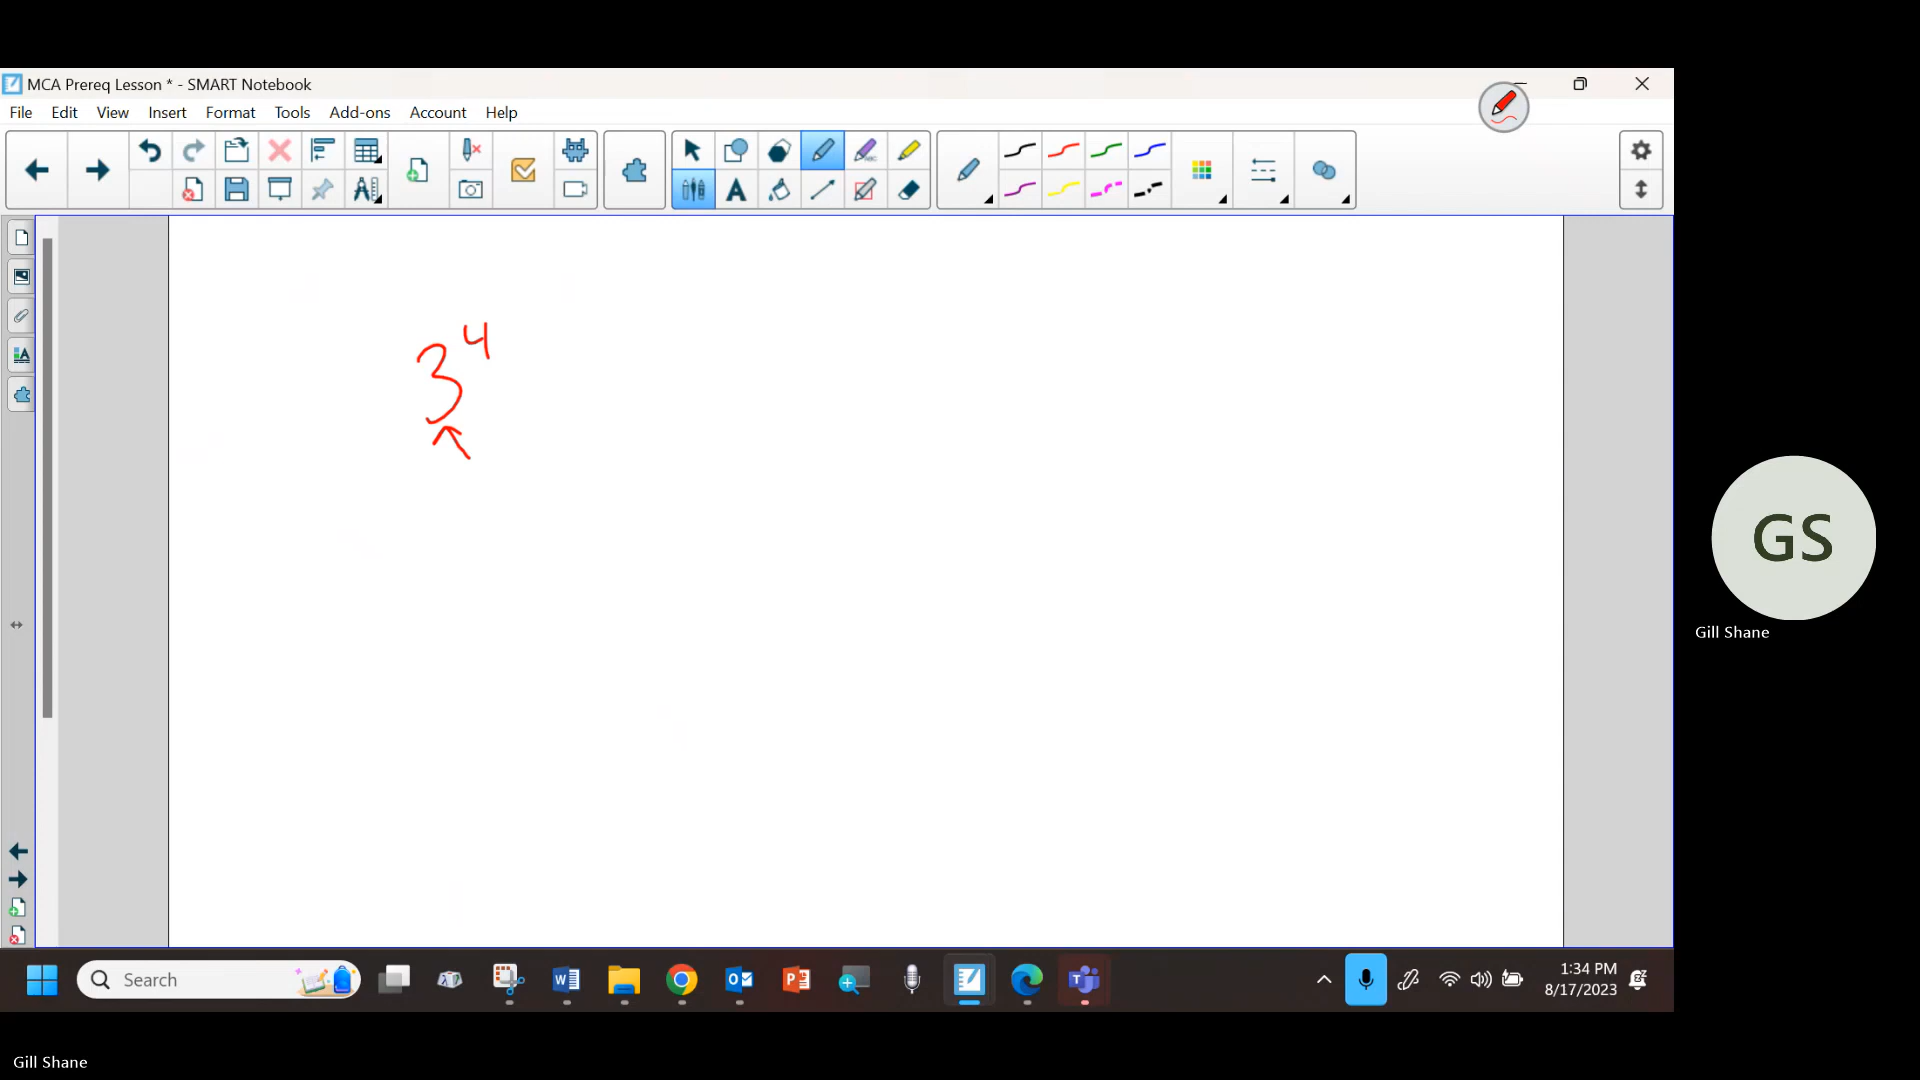 MCA Prereq Lesson * - SMART Notebook
File Edit View Insert Format Tools Add-ons Account Help
3⁴
GS
Gill Shane
Search
1:34 PM
8/17/2023
Gill Shane